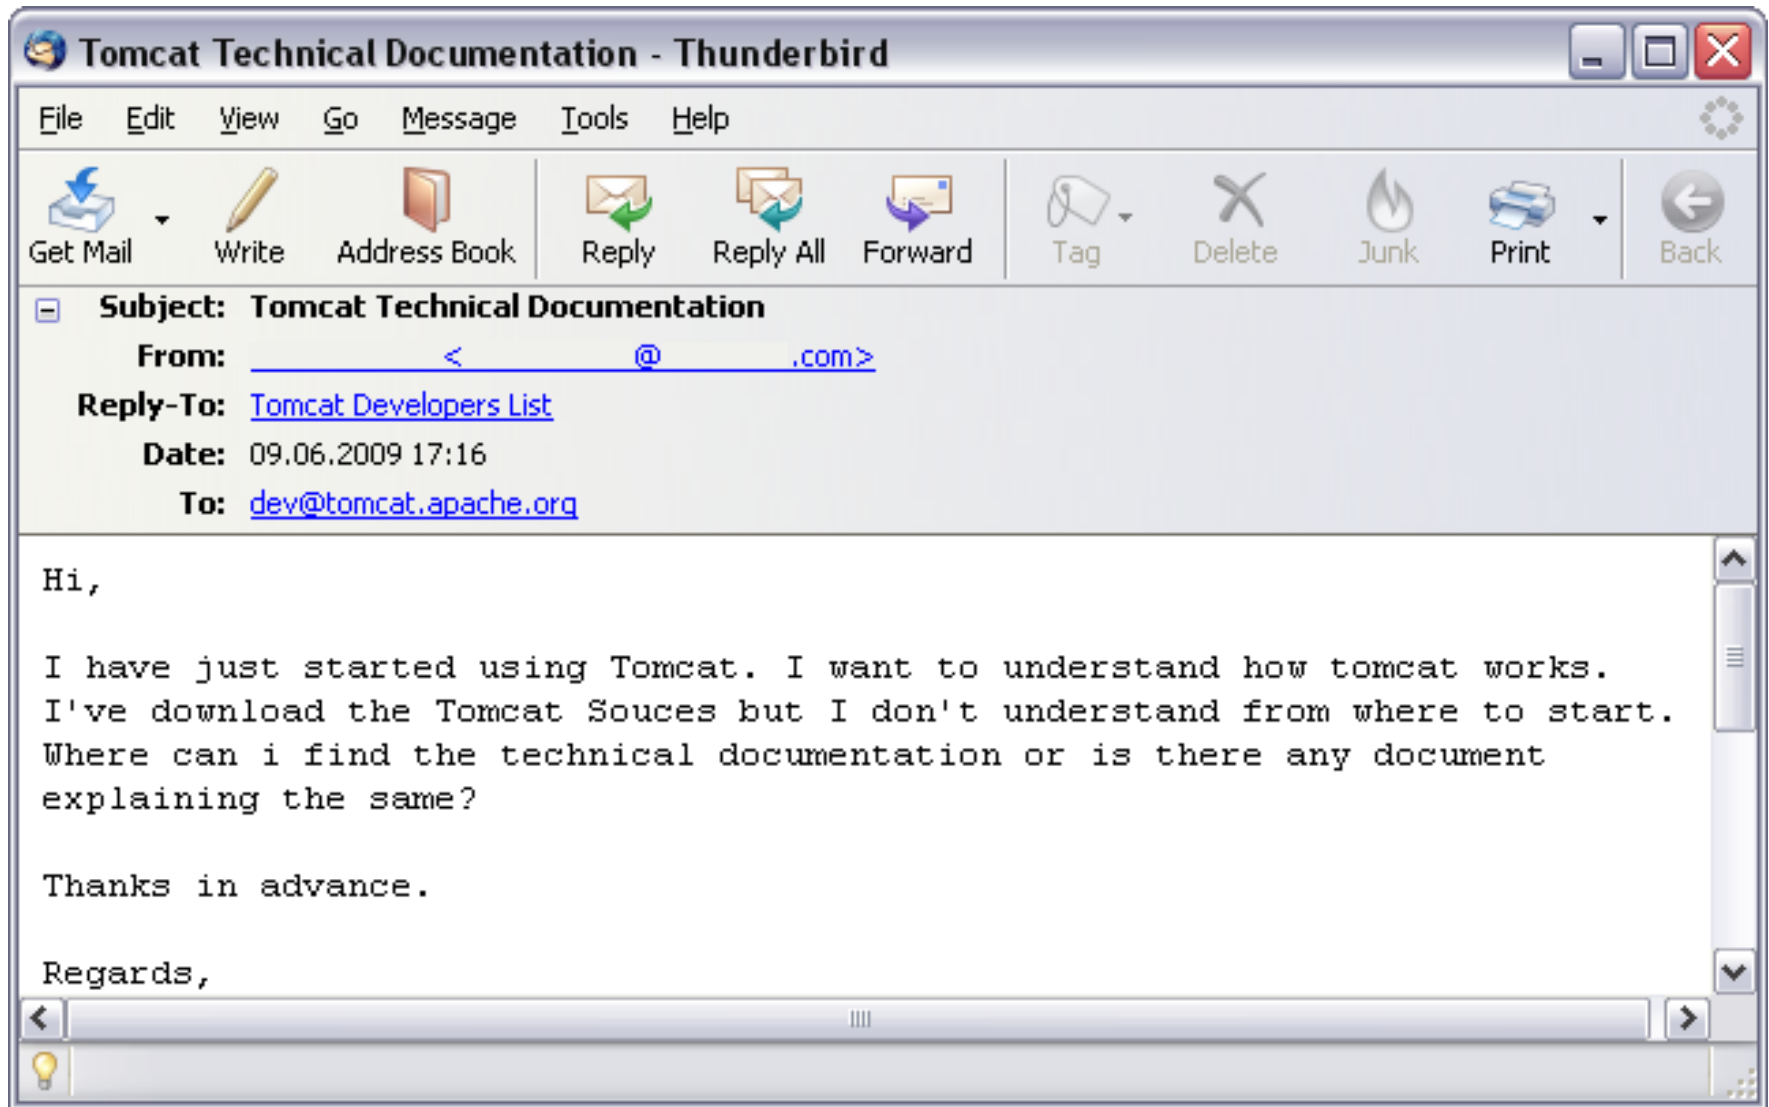 Tomcat Technical Documentation - Thunderbird
File Edit View Go Message Tools Help
Get Mail Write Address Book Reply Reply All Forward Tag Delete Junk Print Back
Subject: Tomcat Technical Documentation
From: < @ .com>
Reply-To: Tomcat Developers List
Date: 09.06.2009 17:16
To: dev@tomcat.apache.org
Hi,
I have just started using Tomcat. I want to understand how tomcat works.
I've download the Tomcat Souces but I don't understand from where to start.
Where can i find the technical documentation or is there any document
explaining the same?
Thanks in advance.
Regards,